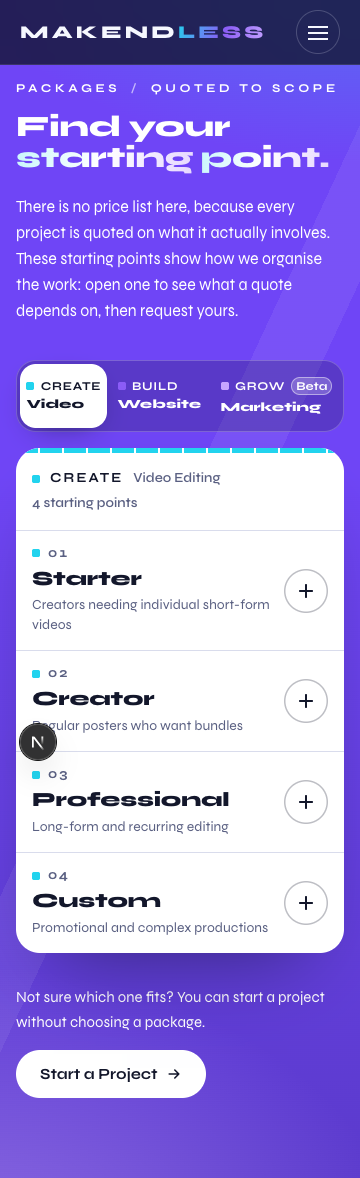 MAKENDLESS
PACKAGES / QUOTED TO SCOPE
Find your
starting point.
There is no price list here, because every
project is quoted on what it actually involves.
These starting points show how we organise
the work: open one to see what a quote
depends on, then request yours.
CREATE BUILD GROW Beta
Video Website Marketing
CREATE Video Editing
4 starting points
01
Starter
Creators needing individual short-form
videos
02
Creator
Regular posters who want bundles
N
03
Professional
Long-form and recurring editing
04
Custom
Promotional and complex productions
Not sure which one fits? You can start a project
without choosing a package.
Start a Project →